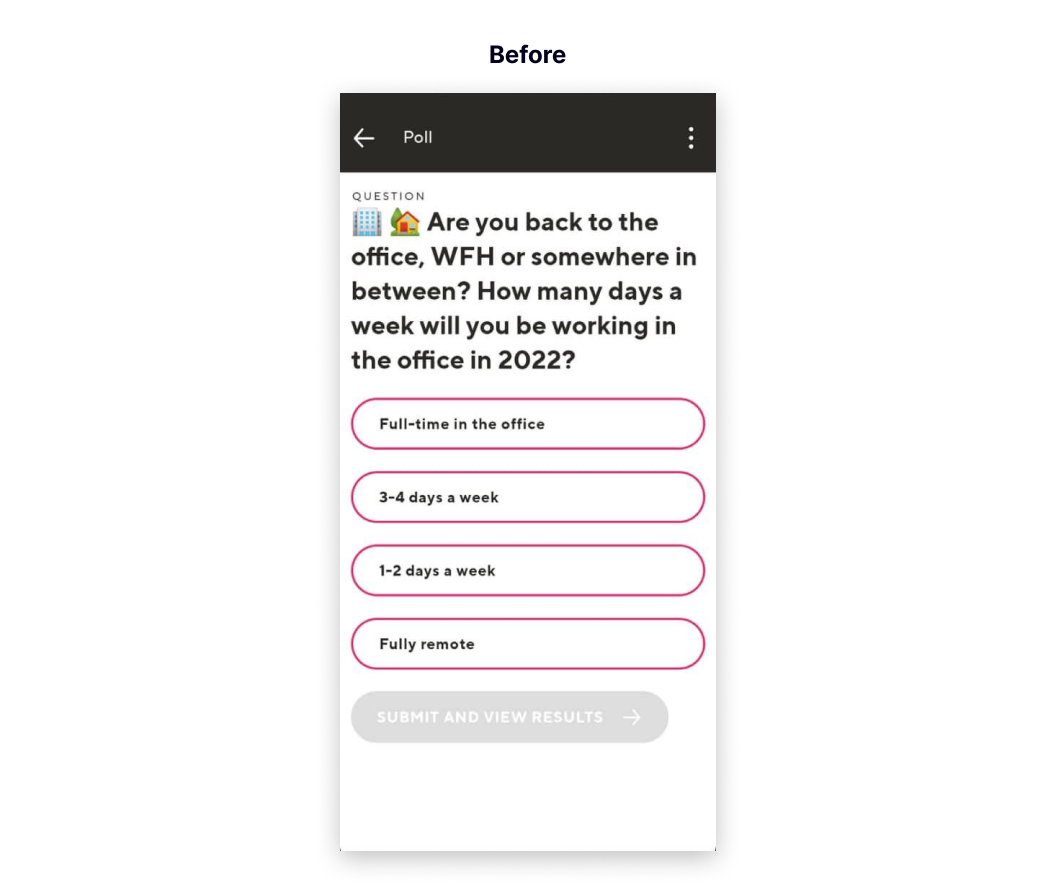 Before
Poll
QUESTION
🏢 🏡 Are you back to the
office, WFH or somewhere in
between? How many days a
week will you be working in
the office in 2022?
Full-time in the office
3-4 days a week
1-2 days a week
Fully remote
SUBMIT AND VIEW RESULTS